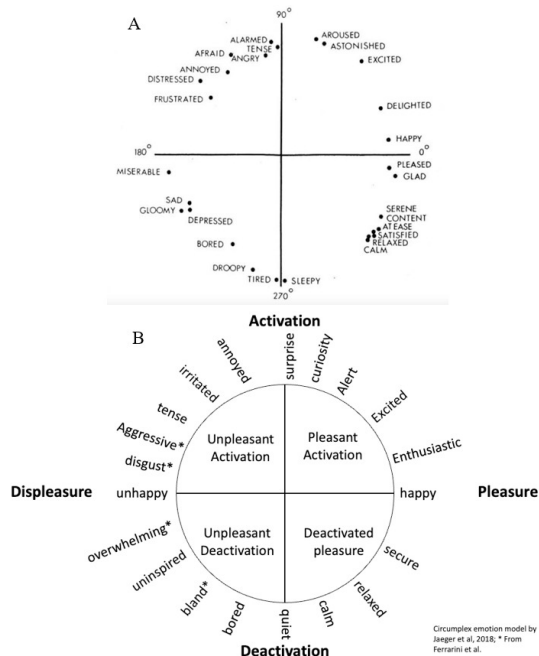 A
90°
ALARMED
AROUSED
TENSE
ASTONISHED
AFRAID
ANGRY
EXCITED
ANNOYED
DISTRESSED
FRUSTRATED
DELIGHTED
HAPPY
180°
0°
PLEASED
MISERABLE
GLAD
SAD
SERENE
GLOOMY
CONTENT
DEPRESSED
ATEASE
SATISFIED
RELAXED
BORED
CALM
DROOPY
TIRED
SLEEPY
270°
Activation
B
annoyed
surprise
curiosity
Alert
irritated
Excited
tense
Aggressive*
Unpleasant
Activation
Pleasant
Activation
Enthusiastic
disgust*
Displeasure
unhappy
happy
Pleasure
overwhelming*
Unpleasant
Deactivation
Deactivated
pleasure
secure
uninspired
bland*
relaxed
bored
quiet
calm
Deactivation
Circumplex emotion model by
Jaeger et al, 2018; * From
Ferrarini et al.